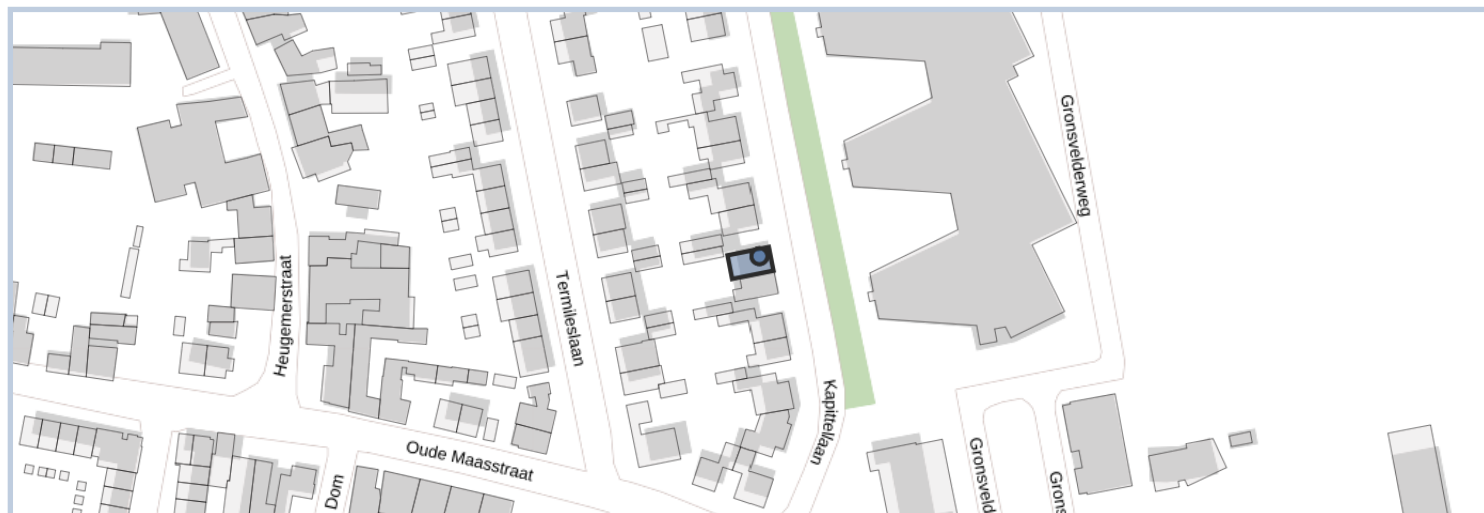 Gronsvelderweg
Heugemerstraat
Termileslaan
Kapittellaan
Oude Maasstraat
Dom
Gronsveld
Grons